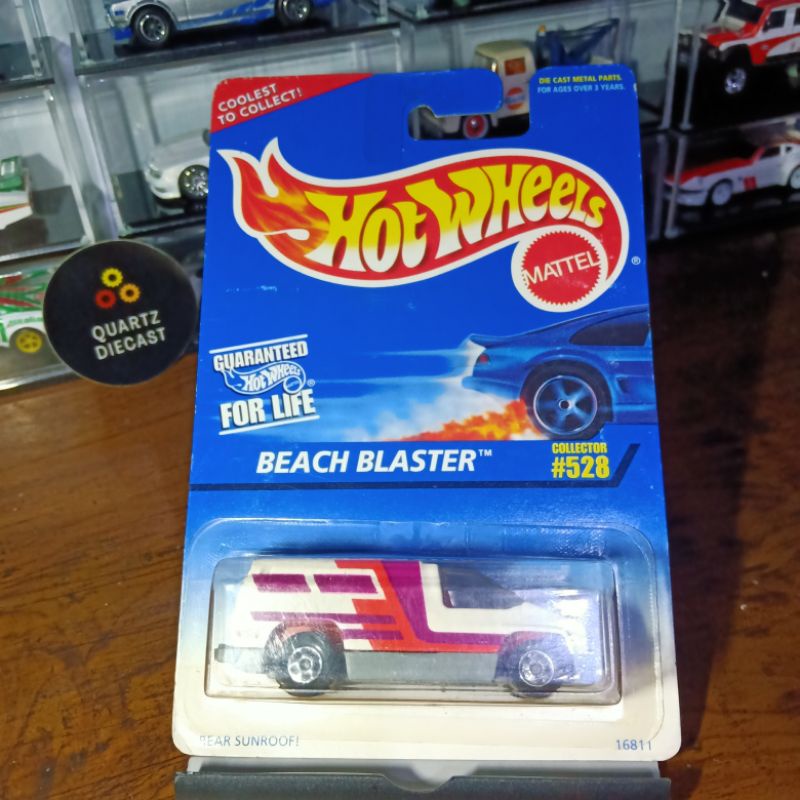 COOLEST
TO COLLECT!
DIE CAST METAL PARTS.
FOR AGES OVER 3 YEARS.
HOT WHEELS
®
MATTEL
QUARTZ
DIECAST
GUARANTEED
HOT WHEELS®
FOR LIFE
BEACH BLASTER™
COLLECTOR
#528
REAR SUNROOF!
16811